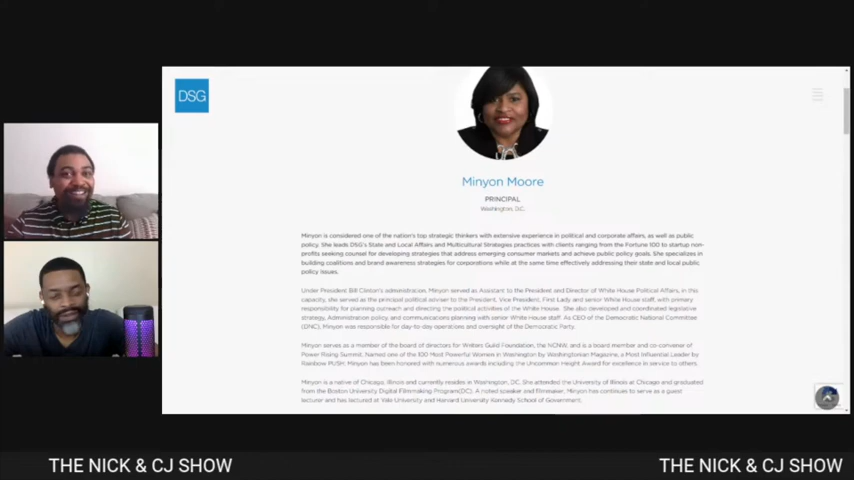 DSG
Minyon Moore
PRINCIPAL
Washington, D.C.
Minyon is considered one of the nation's top strategic thinkers with extensive experience in political and corporate affairs, as well as public
policy. She leads DSG's State and Local Affairs and Multicultural Strategies practices with clients ranging from the Fortune 100 to startup non-
profits seeking counsel for developing strategies that address emerging consumer markets and achieve public policy goals. She specializes in
building coalitions and brand awareness strategies for corporations while at the same time effectively addressing their state and local public
policy issues.
Under President Bill Clinton's administration, Minyon served as Assistant to the President and Director of White House Political Affairs, in this
capacity, she served as the principal political adviser to the President, Vice President, First Lady and senior White House staff, with primary
responsibility for planning outreach and directing the political activities of the White House. She also developed and coordinated legislative
strategy, Administration policy, and communications planning with senior White House staff. As CEO of the Democratic National Committee
(DNC), Minyon was responsible for day-to-day operations and oversight of the Democratic Party.
Minyon serves as a member of the board of directors for Writers Guild Foundation, the NCNW, and is a board member and co-convener of
Power Rising Summit. Named one of the 100 Most Powerful Women in Washington by Washingtonian Magazine, a Most Influential Leader by
Rainbow PUSH. Minyon has been honored with numerous awards including the Uncommon Height Award for excellence in service to others.
Minyon is a native of Chicago, Illinois and currently resides in Washington, DC. She attended the University of Illinois at Chicago and graduated
from the Boston University Digital Filmmaking Program(DC). A noted speaker and filmmaker, Minyon has continues to serve as a guest
lecturer and has lectured at Yale University and Harvard University Kennedy School of Government.
THE NICK & CJ SHOW
THE NICK & CJ SHOW